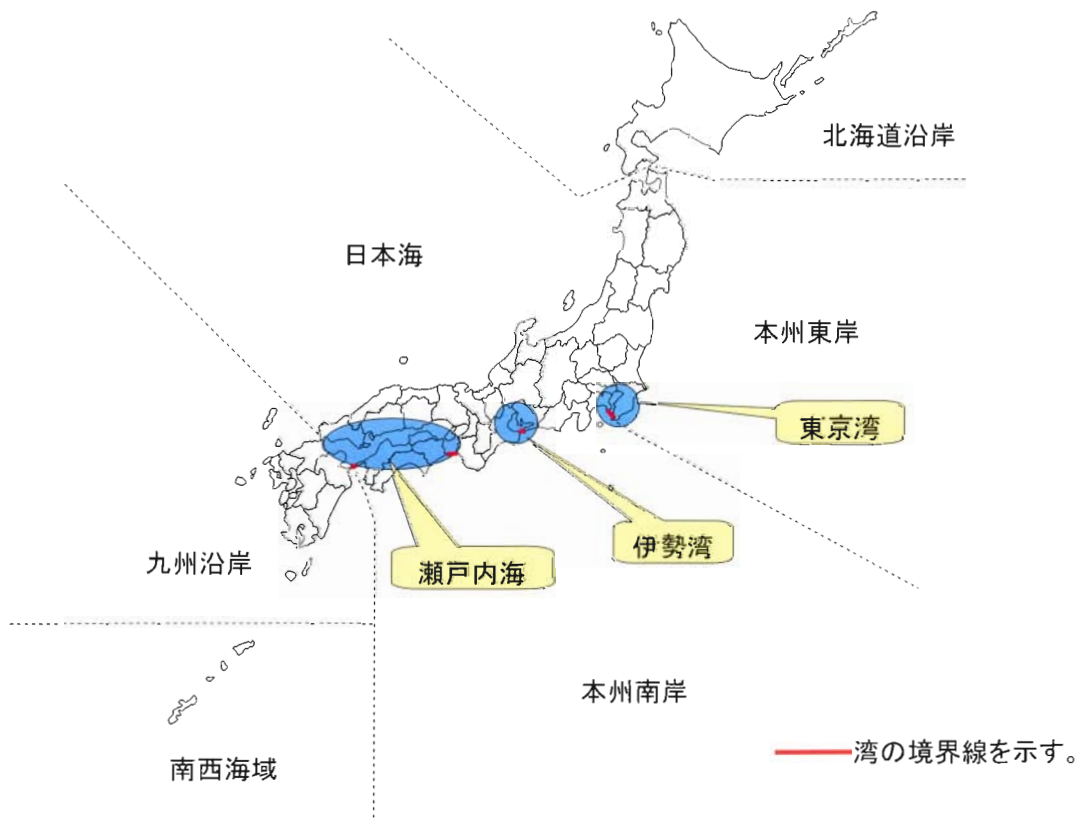 北海道沿岸
日本海
本州東岸
東京湾
伊勢湾
九州沿岸
瀬戸内海
本州南岸
湾の境界線を示す。
南西海域